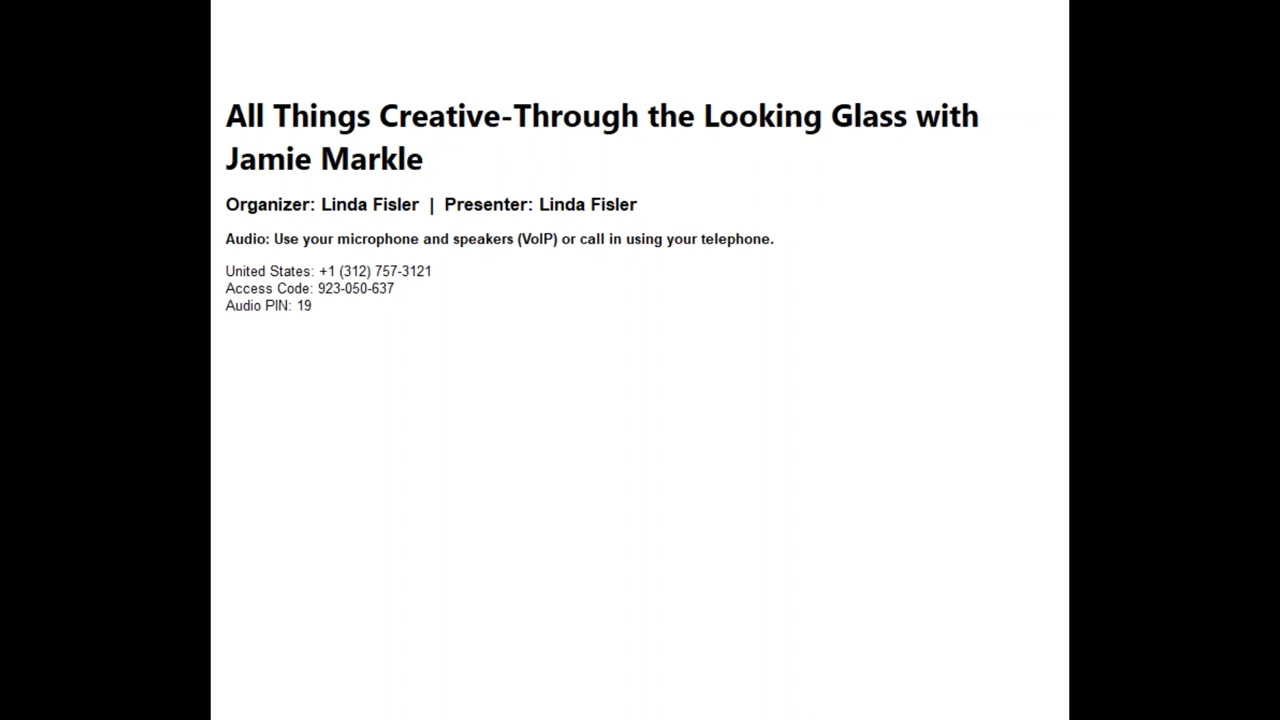 All Things Creative-Through the Looking Glass with
Jamie Markle
Organizer: Linda Fisler | Presenter: Linda Fisler
Audio: Use your microphone and speakers (VoIP) or call in using your telephone.
United States: +1 (312) 757-3121
Access Code: 923-050-637
Audio PIN: 19